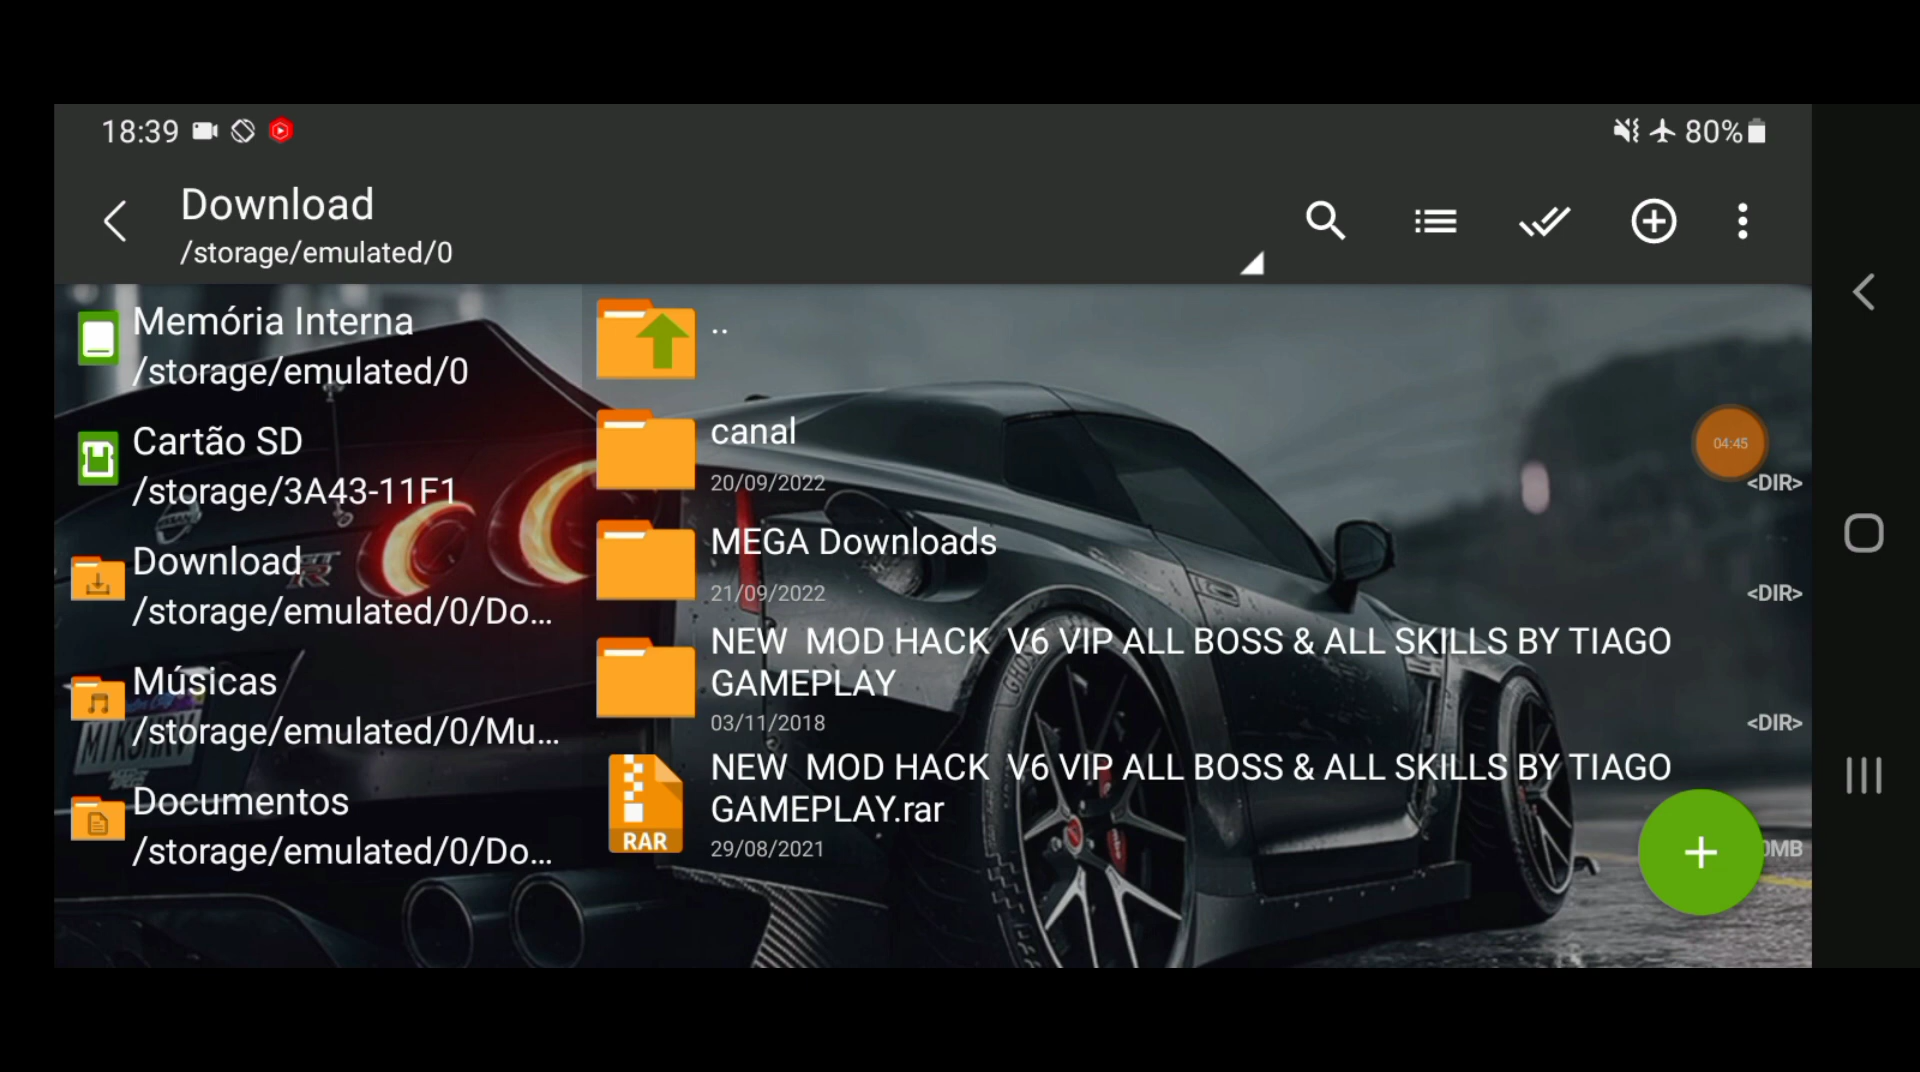 18:39
80%
Download
/storage/emulated/0
Memória Interna
/storage/emulated/0
Cartão SD
/storage/3A43-11F1
Download
/storage/emulated/0/Do...
Músicas
/storage/emulated/0/Mu...
Documentos
/storage/emulated/0/Do...
..
canal
20/09/2022
<DIR>
04:45
MEGA Downloads
21/09/2022
<DIR>
NEW  MOD HACK  V6 VIP ALL BOSS & ALL SKILLS BY TIAGO
GAMEPLAY
03/11/2018
<DIR>
NEW  MOD HACK  V6 VIP ALL BOSS & ALL SKILLS BY TIAGO
GAMEPLAY.rar
29/08/2021
RAR